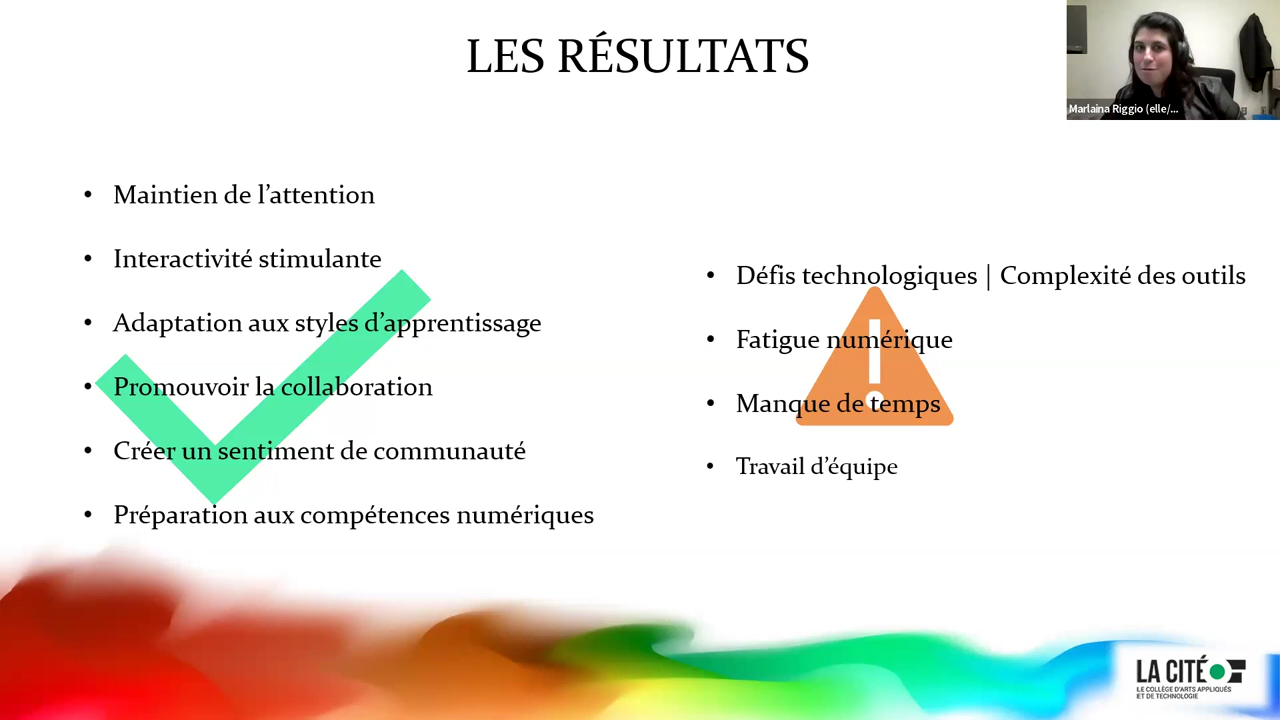 LES RÉSULTATS
Marlaina Riggio (elle/...
• Maintien de l’attention
• Interactivité stimulante
• Adaptation aux styles d’apprentissage
• Promouvoir la collaboration
• Créer un sentiment de communauté
• Préparation aux compétences numériques
• Défis technologiques | Complexité des outils
• Fatigue numérique
• Manque de temps
• Travail d’équipe
LA CITÉ
LE COLLÈGE D'ARTS APPLIQUÉS
ET DE TECHNOLOGIE